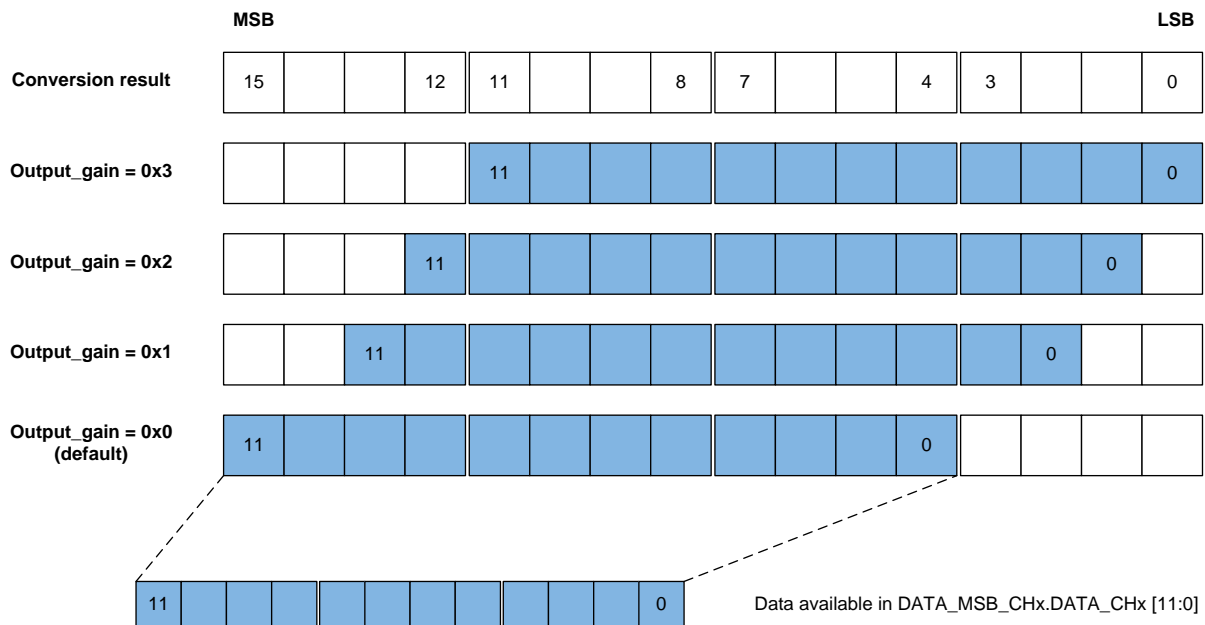 MSB LSB
Conversion result 15 12 11 8 7 4 3 0
Output_gain = 0x3 11 0
Output_gain = 0x2 11 0
Output_gain = 0x1 11 0
Output_gain = 0x0
(default) 11 0
11 0 Data available in DATA_MSB_CHx.DATA_CHx [11:0]